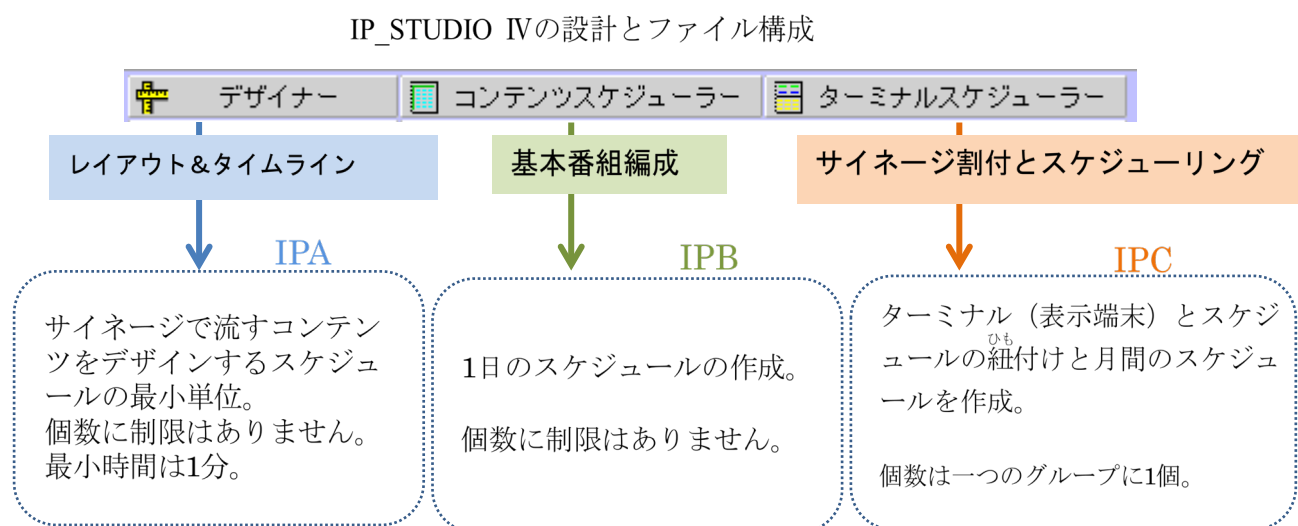 IP_STUDIO Ⅳの設計とファイル構成
デザイナー
コンテンツスケジューラー
ターミナルスケジューラー
レイアウト＆タイムライン
基本番組編成
サイネージ割付とスケジューリング
IPA
IPB
IPC
サイネージで流すコンテン
ツをデザインするスケジュ
ールの最小単位。
個数に制限はありません。
最小時間は1分。
1日のスケジュールの作成。
個数に制限はありません。
ターミナル（表示端末）とスケジ
ひも
ュールの紐付けと月間のスケジュ
ールを作成。
個数は一つのグループに1個。